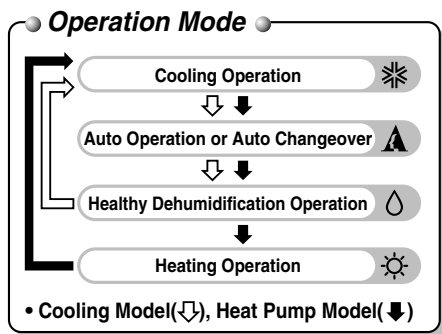 Operation Mode
Cooling Operation
Auto Operation or Auto Changeover
Healthy Dehumidification Operation
Heating Operation
• Cooling Model(⇩), Heat Pump Model(⬇)